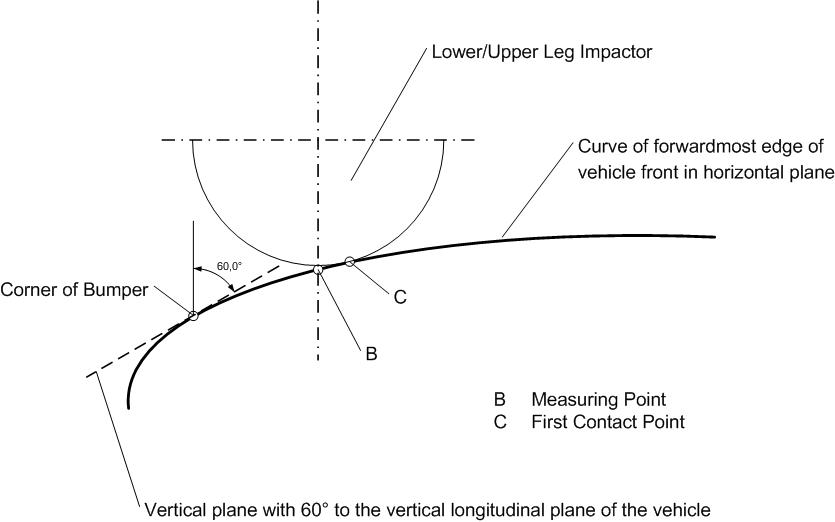 Lower/Upper Leg Impactor
Curve of forwardmost edge of
vehicle front in horizontal plane
60,0°
Corner of Bumper
C
B
B Measuring Point
C First Contact Point
Vertical plane with 60° to the vertical longitudinal plane of the vehicle